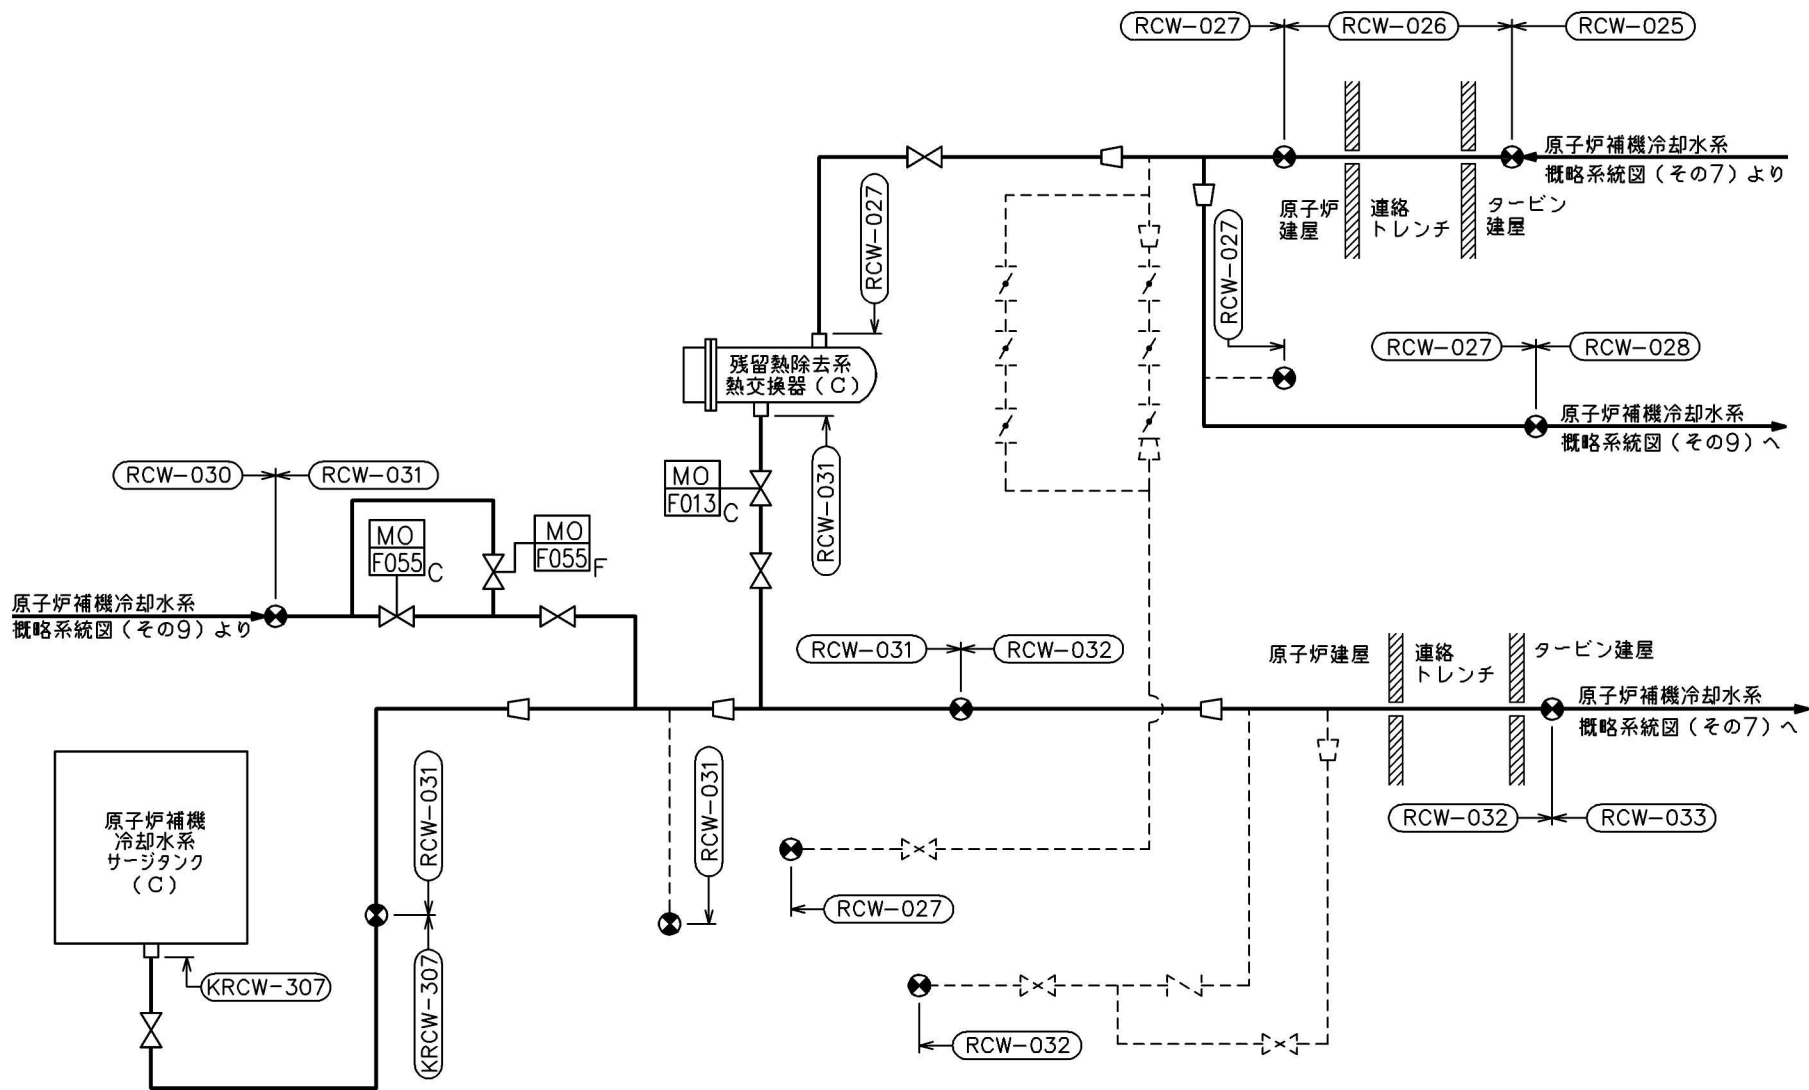 RCW-027
RCW-026
RCW-025
原子炉補機冷却水系
概略系統図(その7)より
原子炉
建屋
連絡
トレンチ
タービン
建屋
RCW-027
RCW-027
残留熱除去系
熱交換器(C)
RCW-027
RCW-028
原子炉補機冷却水系
概略系統図(その9)へ
RCW-030
RCW-031
MO
F013
C
RCW-031
MO
F055
C
MO
F055
F
原子炉補機冷却水系
概略系統図(その9)より
RCW-031
RCW-032
原子炉建屋
連絡
トレンチ
タービン建屋
原子炉補機冷却水系
概略系統図(その7)へ
原子炉補機
冷却水系
サージタンク
(C)
RCW-031
RCW-031
RCW-032
RCW-033
RCW-027
KRCW-307
KRCW-307
RCW-032